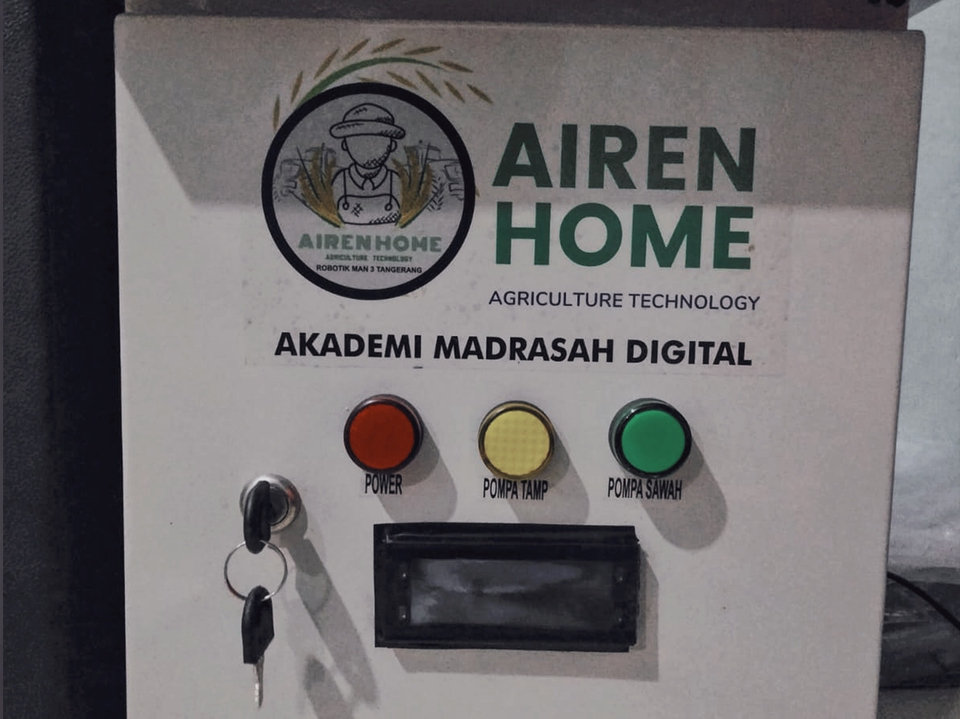 AIREN
HOME
AGRICULTURE TECHNOLOGY
AIRENHOME
AGRICULTURE TECHNOLOGY
ROBOTIK MAN 3 TANGERANG
AKADEMI MADRASAH DIGITAL
POWER
POMPA TAMP
POMPA SAWAH